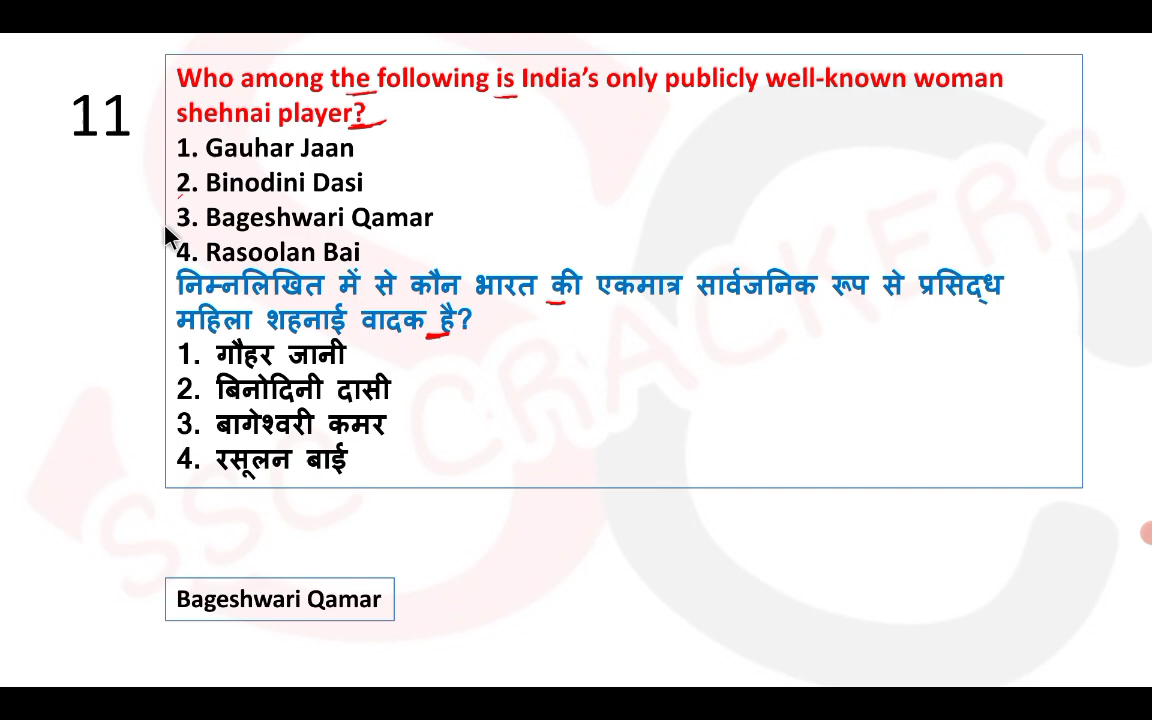 11
Who among the following is India's only publicly well-known woman
shehnai player?
1. Gauhar Jaan
2. Binodini Dasi
3. Bageshwari Qamar
4. Rasoolan Bai
निम्नलिखित में से कौन भारत की एकमात्र सार्वजनिक रूप से प्रसिद्ध
महिला शहनाई वादक है?
1. गौहर जानी
2. बिनोदिनी दासी
3. बागेश्वरी कमर
4. रसूलन बाई
Bageshwari Qamar
SSC CRACKERS